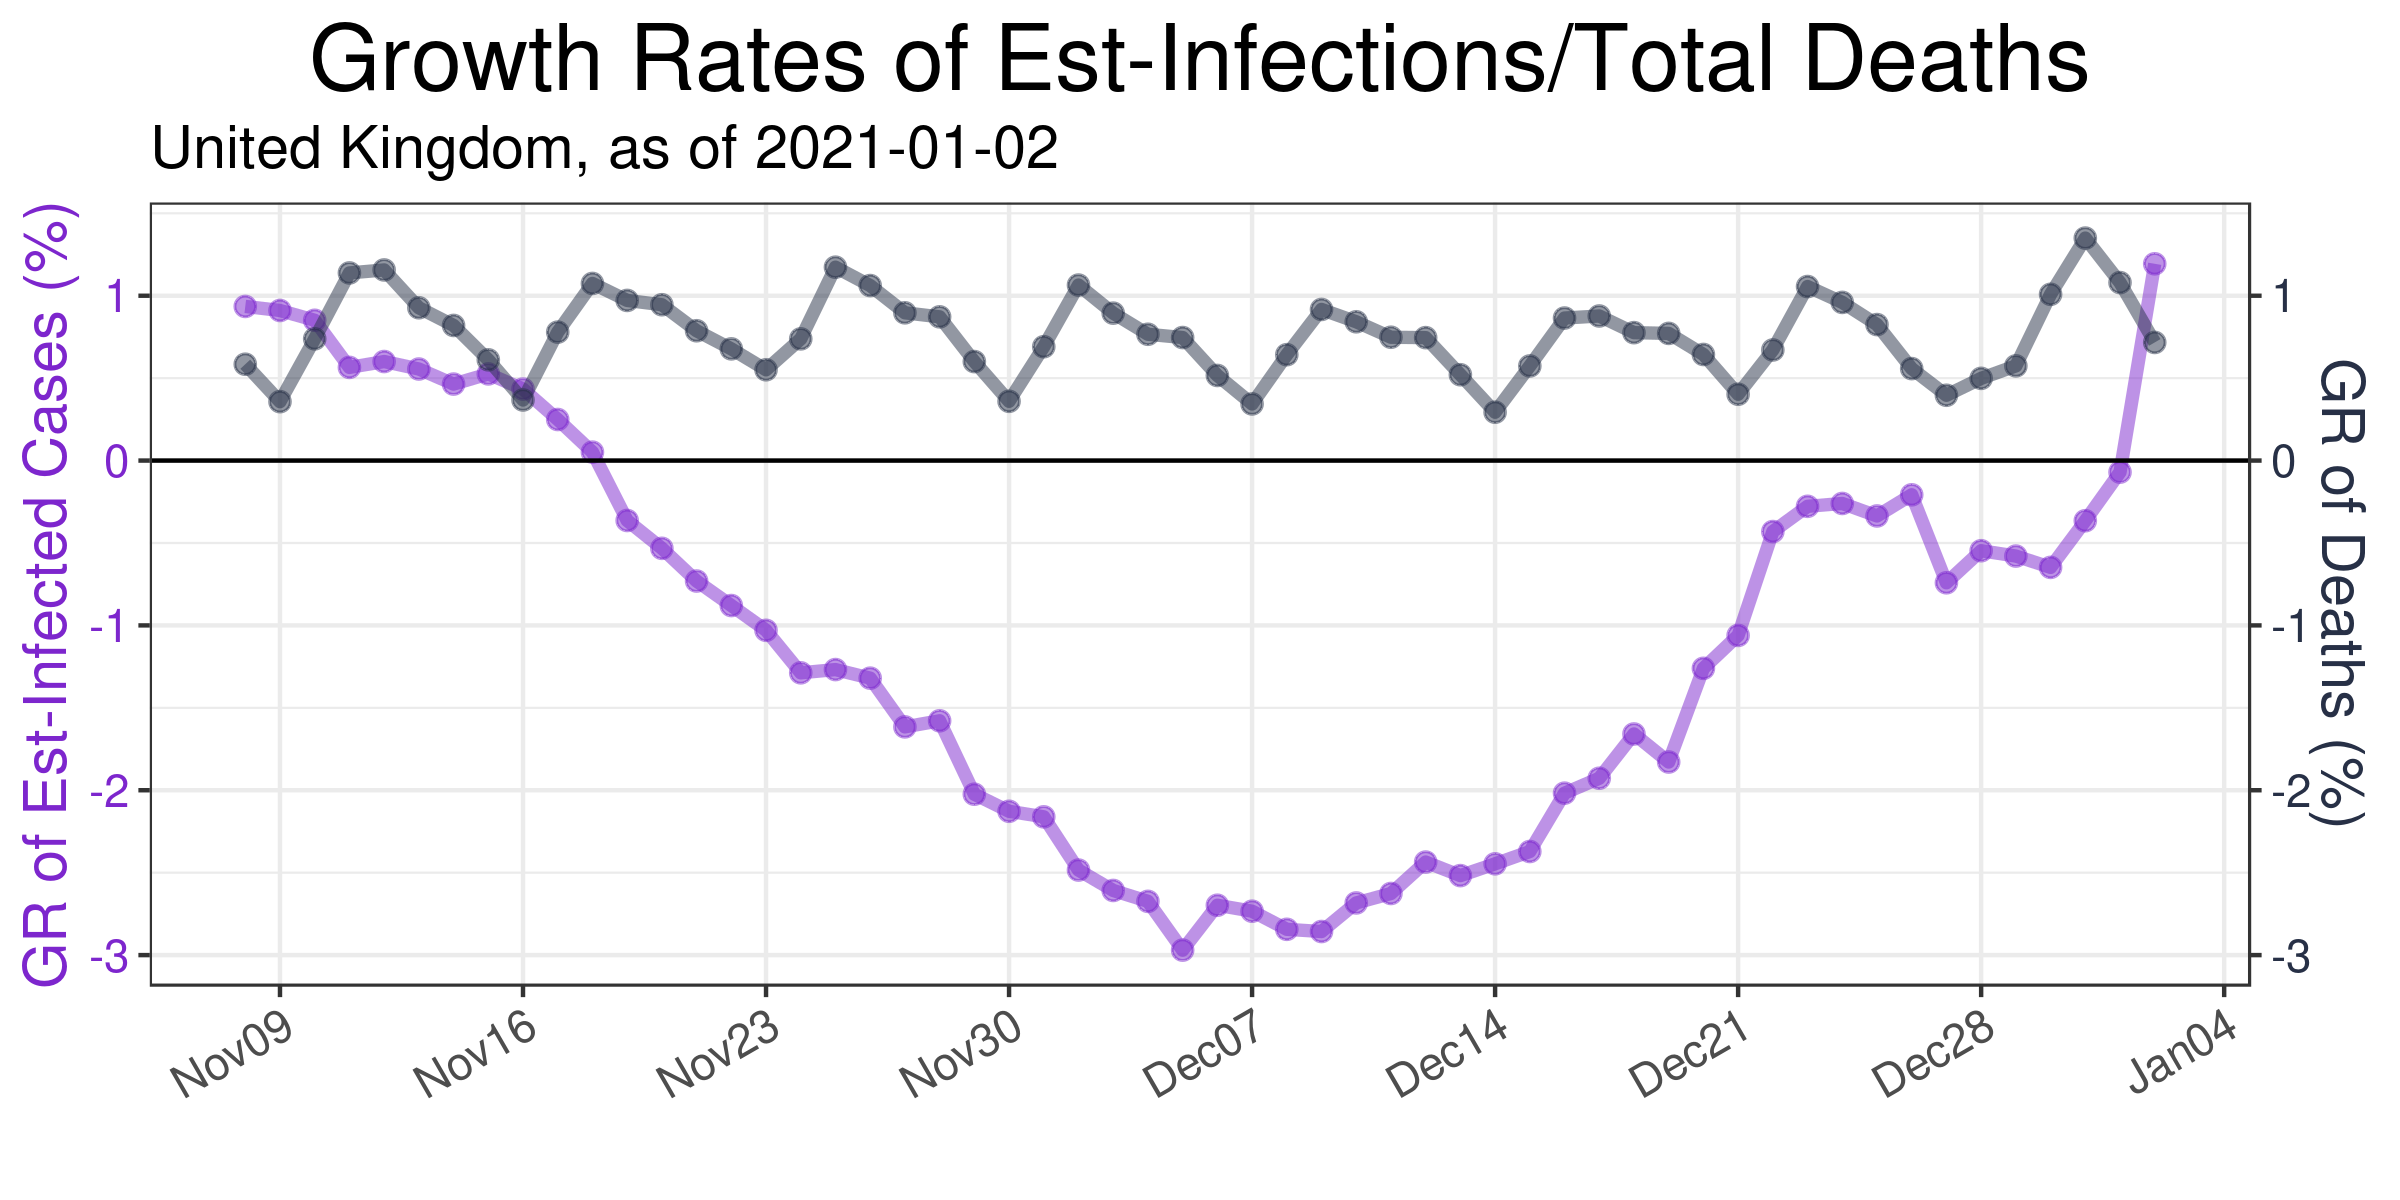 Growth Rates of Est-Infections/Total Deaths
United Kingdom, as of 2021-01-02
GR of Est-Infected Cases (%)
1
0
-1
-2
-3
1
0
-1
-2
-3
GR of Deaths (%)
Nov09
Nov16
Nov23
Nov30
Dec07
Dec14
Dec21
Dec28
Jan04